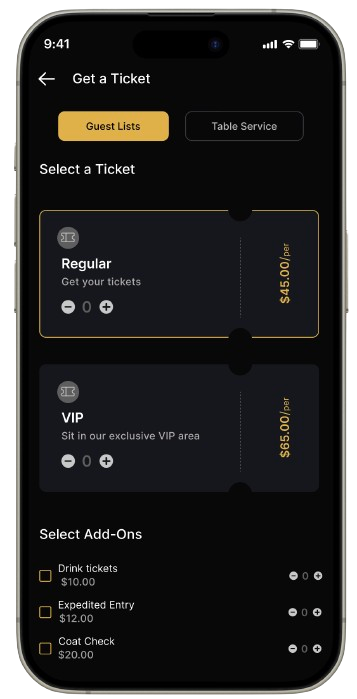 9:41
Get a Ticket
Guest Lists
Table Service
Select a Ticket
Regular
Get your tickets
0
$45.00/per
VIP
Sit in our exclusive VIP area
0
$65.00/per
Select Add-Ons
Drink tickets
$10.00
0
Expedited Entry
$12.00
0
Coat Check
$20.00
0